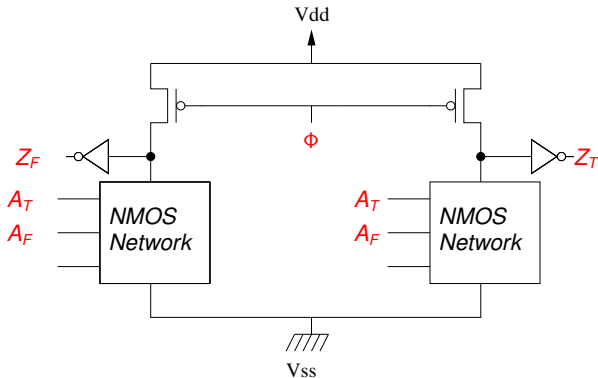 Vdd
Φ
Z_F
Z_T
A_T
A_F
NMOS
Network
A_T
A_F
NMOS
Network
Vss